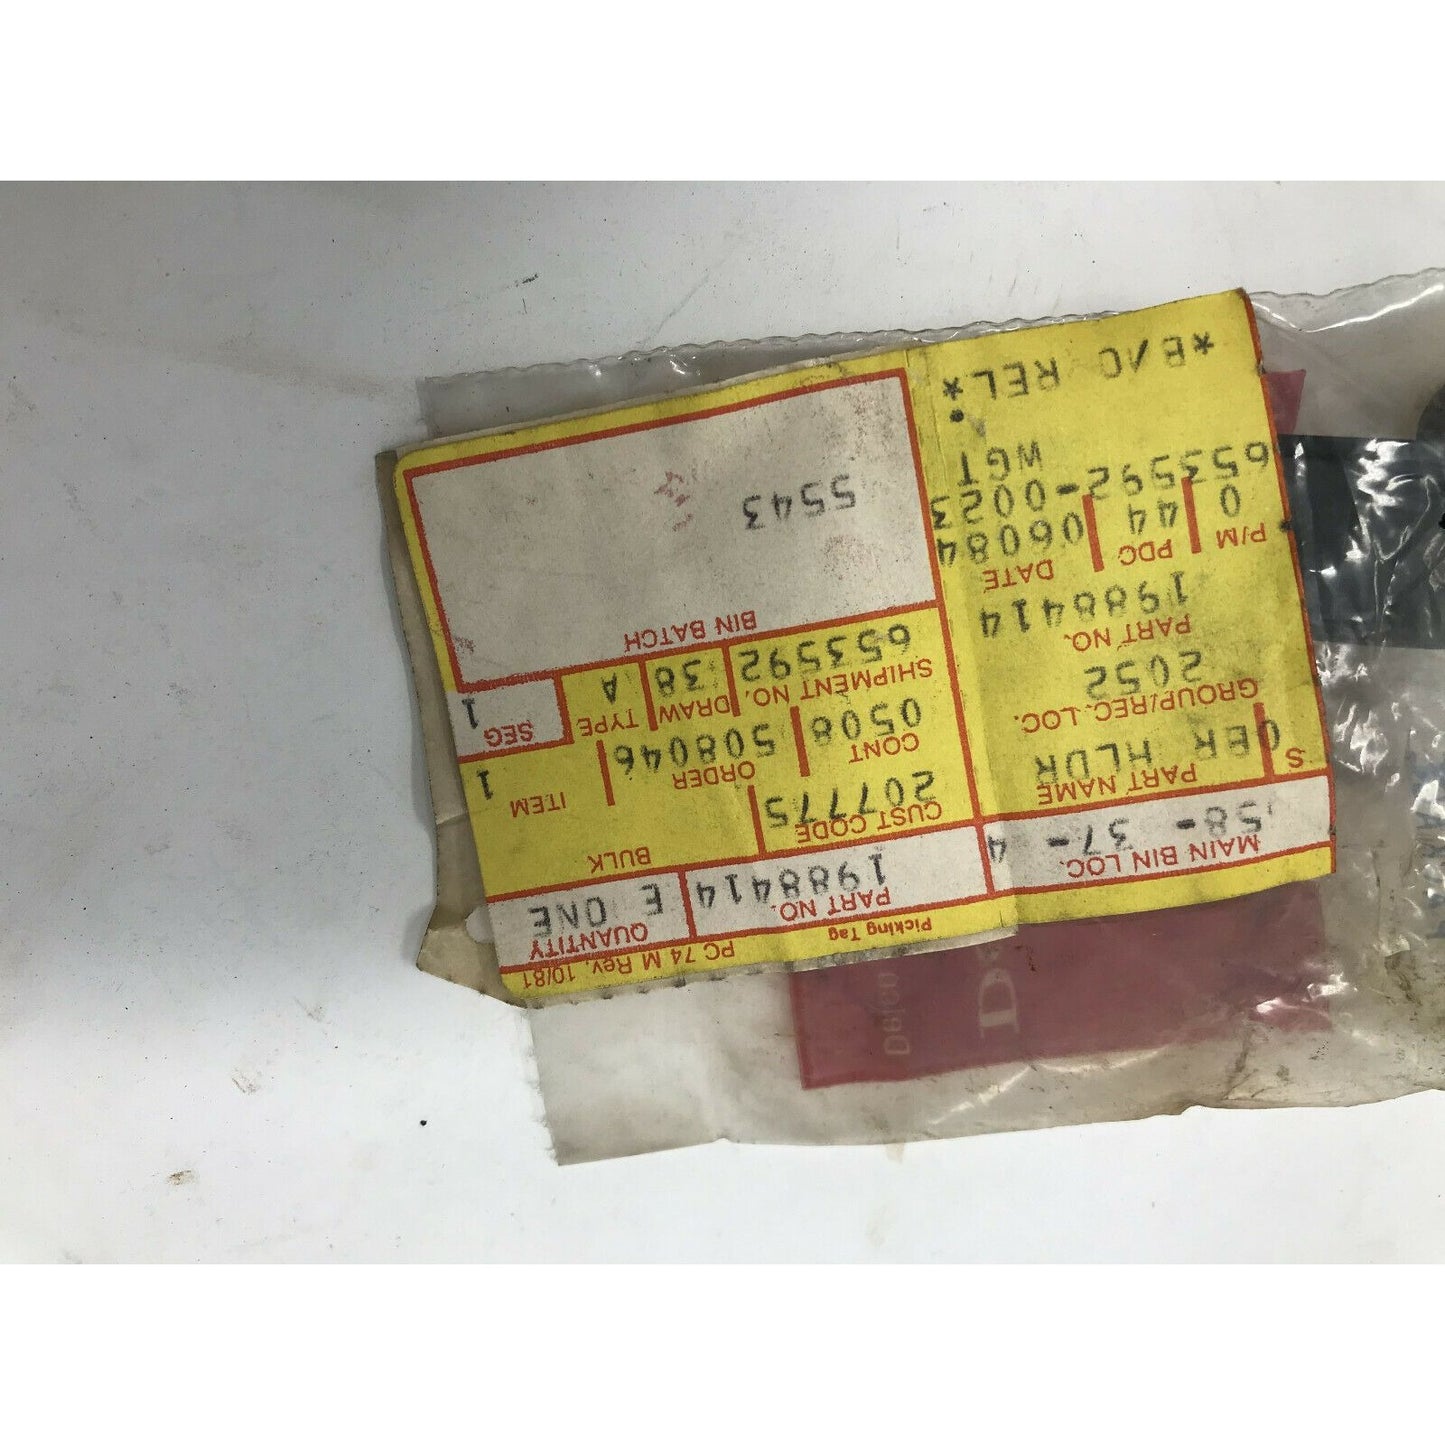 PC 74 M Rev. 10/81
Picking Tag
MAIN BIN LOC.
58-37-4
PART NO.
1988414
QUANTITY
E ONE
S
PART NAME
OER HLDR
CUST CODE
207775
BULK
GROUP/REC. LOC.
2052
CONT
0508
ORDER
508046
ITEM
1
PART NO.
1988414
SHIPMENT NO.
653592
DRAW
38
TYPE
A
SEG
1
P/M
0
PDC
44
DATE
06084
653592-0023
WGT
*B/O REL*
BIN BATCH
5543